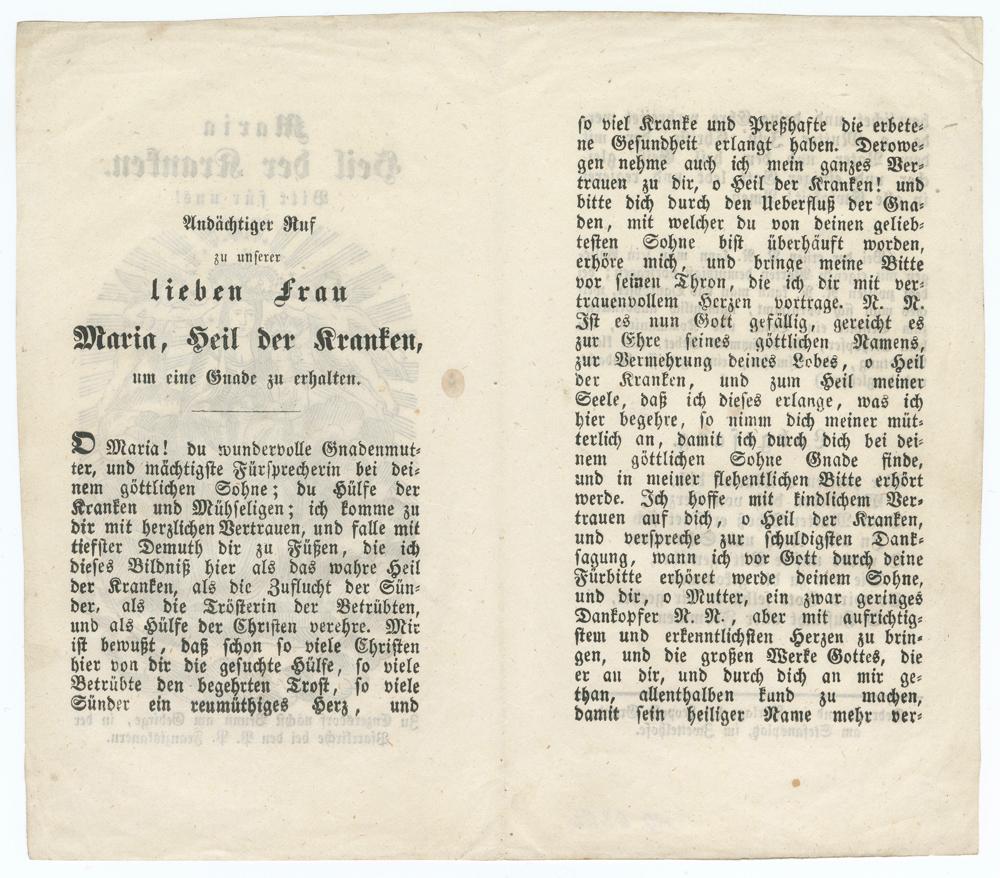 Andächtiger Ruf
zu unserer
lieben Frau
Maria, Heil der Kranken,
um eine Gnade zu erhalten.
O Maria! du wundervolle Gnadenmut-
ter, und mächtigste Fürsprecherin bei dei-
nem göttlichen Sohne; du Hülfe der
Kranken und Mühseligen; ich komme zu
dir mit herzlichen Vertrauen, und falle mit
tiefster Demuth dir zu Füßen, die ich
dieses Bildniß hier als das wahre Heil
der Kranken, als die Zuflucht der Sün-
der, als die Trösterin der Betrübten,
und als Hülfe der Christen verehre. Mir
ist bewußt, daß schon so viele Christen
hier von dir die gesuchte Hülfe, so viele
Betrübte den begehrten Trost, so viele
Sünder ein reumüthiges Herz, und
so viel Kranke und Preßhafte die erbete-
ne Gesundheit erlangt haben. Derowe-
gen nehme auch ich mein ganzes Ver-
trauen zu dir, o Heil der Kranken! und
bitte dich durch den Ueberfluß der Gna-
den, mit welcher du von deinen gelieb-
testen Sohne bist überhäuft worden,
erhöre mich, und bringe meine Bitte
vor seinen Thron, die ich dir mit ver-
trauenvollem Herzen vortrage. N. N.
Ist es nun Gott gefällig, gereicht es
zur Ehre seines göttlichen Namens,
zur Vermehrung deines Lobes, o Heil
der Kranken, und zum Heil meiner
Seele, daß ich dieses erlange, was ich
hier begehre, so nimm dich meiner müt-
terlich an, damit ich durch dich bei dei-
nem göttlichen Sohne Gnade finde,
und in meiner flehentlichen Bitte erhört
werde. Ich hoffe mit kindlichem Ver-
trauen auf dich, o Heil der Kranken,
und verspreche zur schuldigsten Dank-
sagung, wann ich vor Gott durch deine
Fürbitte erhöret werde deinem Sohne,
und dir, o Mutter, ein zwar geringes
Dankopfer N. N., aber mit aufrichtig-
stem und erkenntlichsten Herzen zu brin-
gen, und die großen Werke Gottes, die
er an dir, und durch dich an mir ge-
than, allenthalben kund zu machen,
damit sein heiliger Name mehr ver-